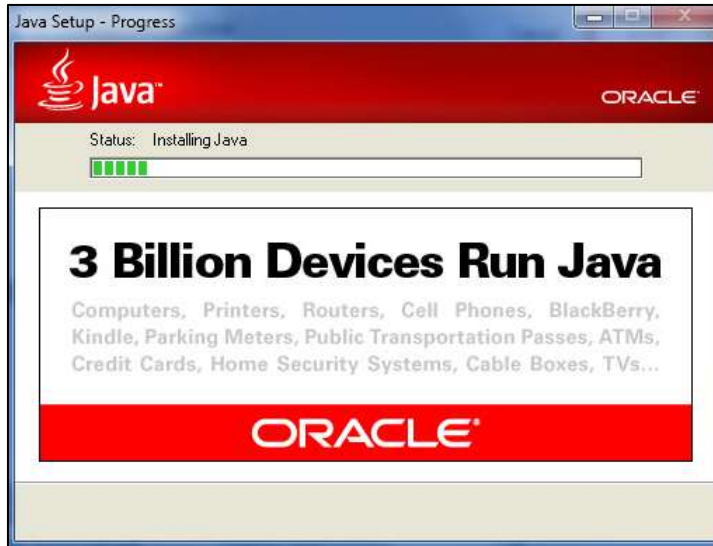 Java Setup - Progress
Java™
ORACLE®
Status: Installing Java
3 Billion Devices Run Java
Computers, Printers, Routers, Cell Phones, BlackBerry,
Kindle, Parking Meters, Public Transportation Passes, ATMs,
Credit Cards, Home Security Systems, Cable Boxes, TVs...
ORACLE®